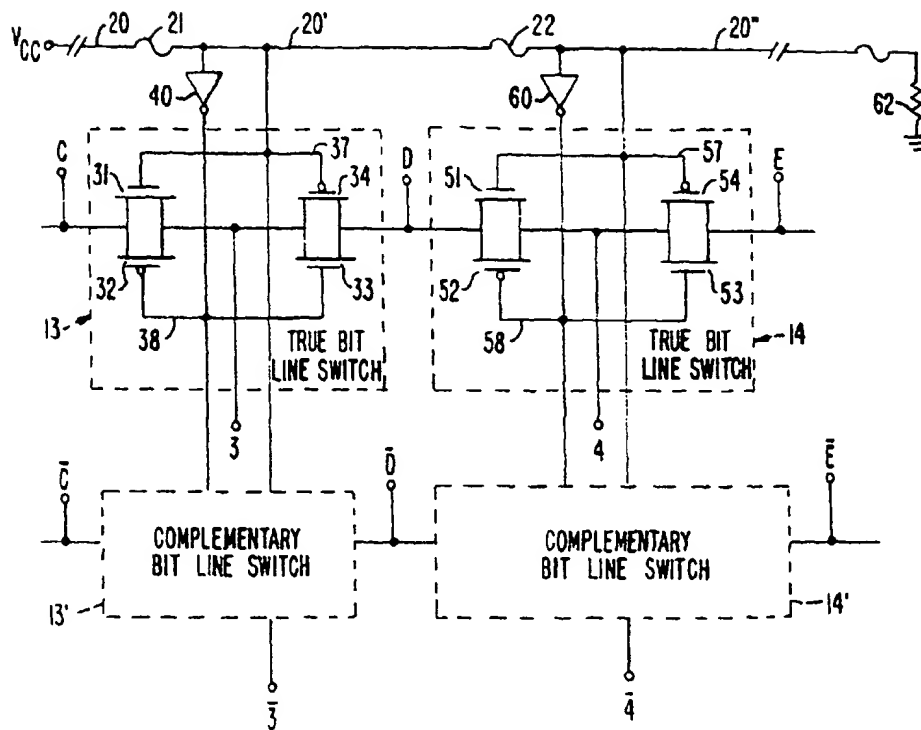 V_CC 20 21 20' 22 20"
40 60 62
C 37 D 57 E
31 34 51 54
32 33 52 53
13 38 TRUE BIT LINE SWITCH 58 TRUE BIT LINE SWITCH 14
3 4
C̄ D̄ Ē
COMPLEMENTARY BIT LINE SWITCH COMPLEMENTARY BIT LINE SWITCH
13' 14'
3̄ 4̄